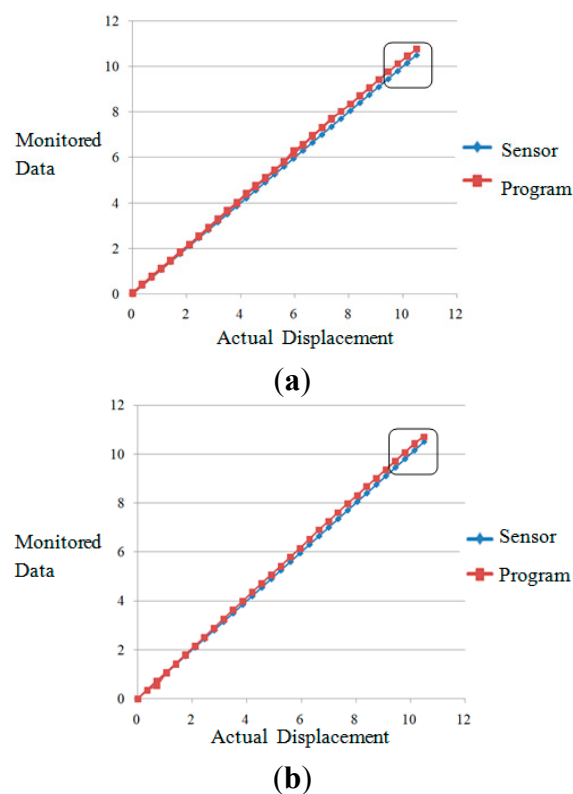 12
10
8
6
4
2
0
Monitored
Data
Sensor
Program
0 2 4 6 8 10 12
Actual Displacement
(a)
12
10
8
6
4
2
0
Monitored
Data
Sensor
Program
0 2 4 6 8 10 12
Actual Displacement
(b)